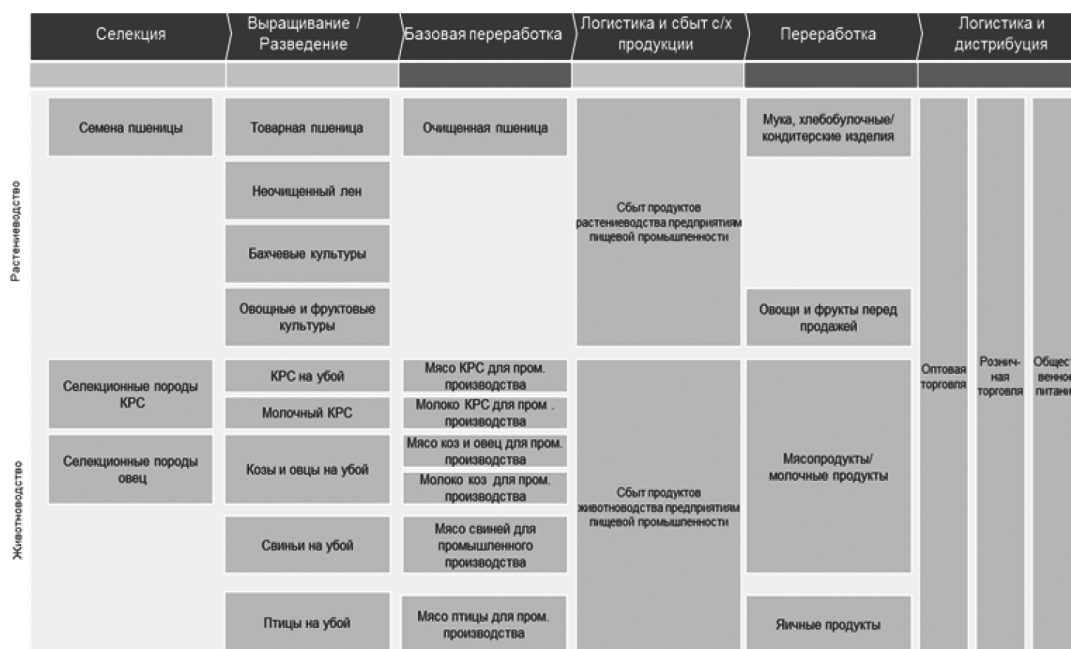 Селекция
Выращивание /
Разведение
Базовая переработка
Логистика и сбыт с/х
продукции
Переработка
Логистика и
дистрибуция
Растениеводство
Семена пшеницы
Товарная пшеница
Очищенная пшеница
Мука, хлебобулочные/
кондитерские изделия
Неочищенный лен
Сбыт продуктов
растениеводства предприятиям
пищевой промышленности
Бахчевые культуры
Овощные и фруктовые
культуры
Овощи и фрукты перед
продажей
Животноводство
Селекционные породы
КРС
КРС на убой
Мясо КРС для пром.
производства
Молочный КРС
Молоко КРС для пром .
производства
Селекционные породы
овец
Козы и овцы на убой
Мясо коз и овец для пром.
производства
Молоко коз для пром.
производства
Сбыт продуктов
животноводства предприятиям
пищевой промышленности
Мясопродукты/
молочные продукты
Свиньи на убой
Мясо свиней для
промышленного
производства
Птицы на убой
Мясо птицы для пром.
производства
Яичные продукты
Оптовая
торговля
Рознич-
ная
торговля
Общест
венное
питани